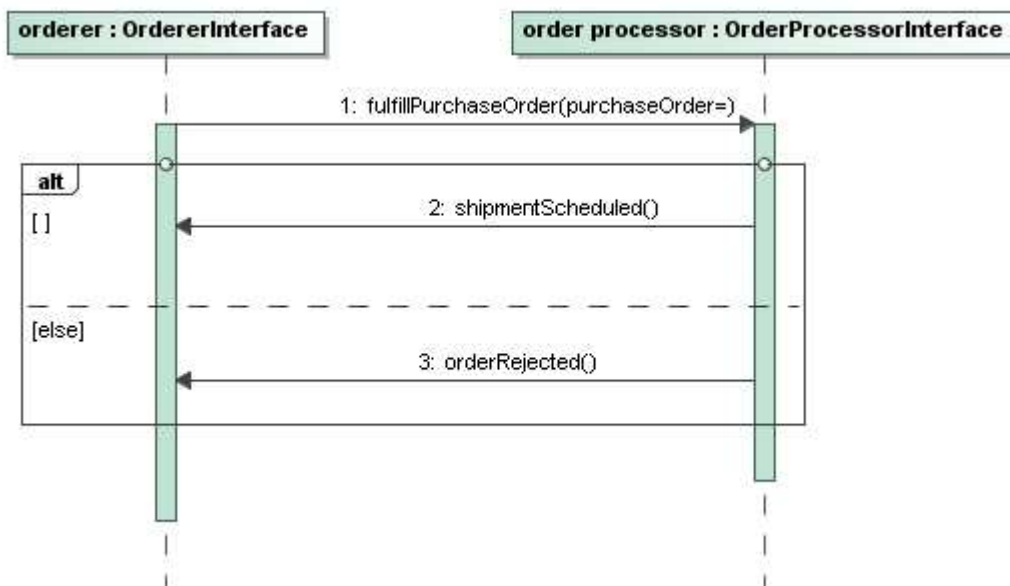 orderer : OrdererInterface
order processor : OrderProcessorInterface
1: fulfillPurchaseOrder(purchaseOrder=)
alt
[ ]
2: shipmentScheduled()
[else]
3: orderRejected()